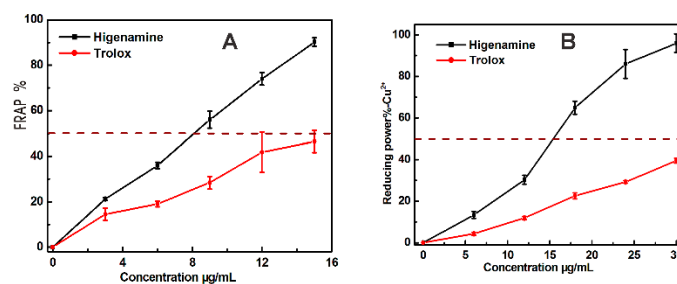 A
Higenamine
Trolox
FRAP %
100
80
60
40
20
0
0 4 8 12 16
Concentration µg/mL
B
Higenamine
Trolox
Reducing power%-Cu²⁺
100
80
60
40
20
0
0 5 10 15 20 25 30
Concentration µg/mL